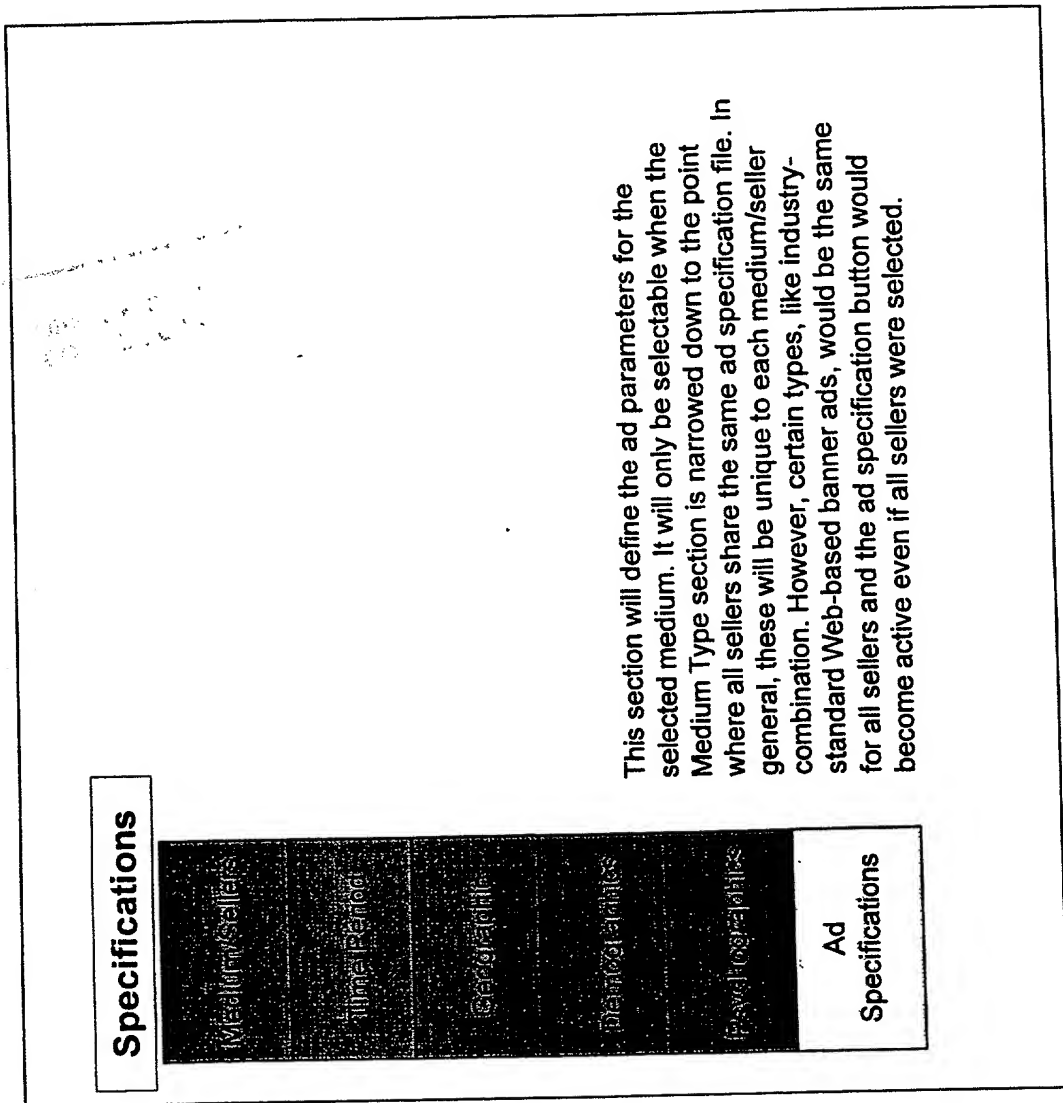 Specifications
Medium/Sellers
Time Period
Geographic
Demographics
Psychographics
Ad
Specifications
This section will define the ad parameters for the
selected medium. It will only be selectable when the
Medium Type section is narrowed down to the point
where all sellers share the same ad specification file. In
general, these will be unique to each medium/seller
combination. However, certain types, like industry-
standard Web-based banner ads, would be the same
for all sellers and the ad specification button would
become active even if all sellers were selected.